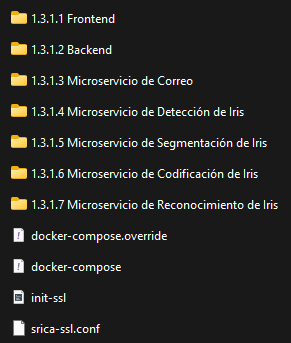 1.3.1.1 Frontend
1.3.1.2 Backend
1.3.1.3 Microservicio de Correo
1.3.1.4 Microservicio de Detección de Iris
1.3.1.5 Microservicio de Segmentación de Iris
1.3.1.6 Microservicio de Codificación de Iris
1.3.1.7 Microservicio de Reconocimiento de Iris
docker-compose.override
docker-compose
init-ssl
srica-ssl.conf